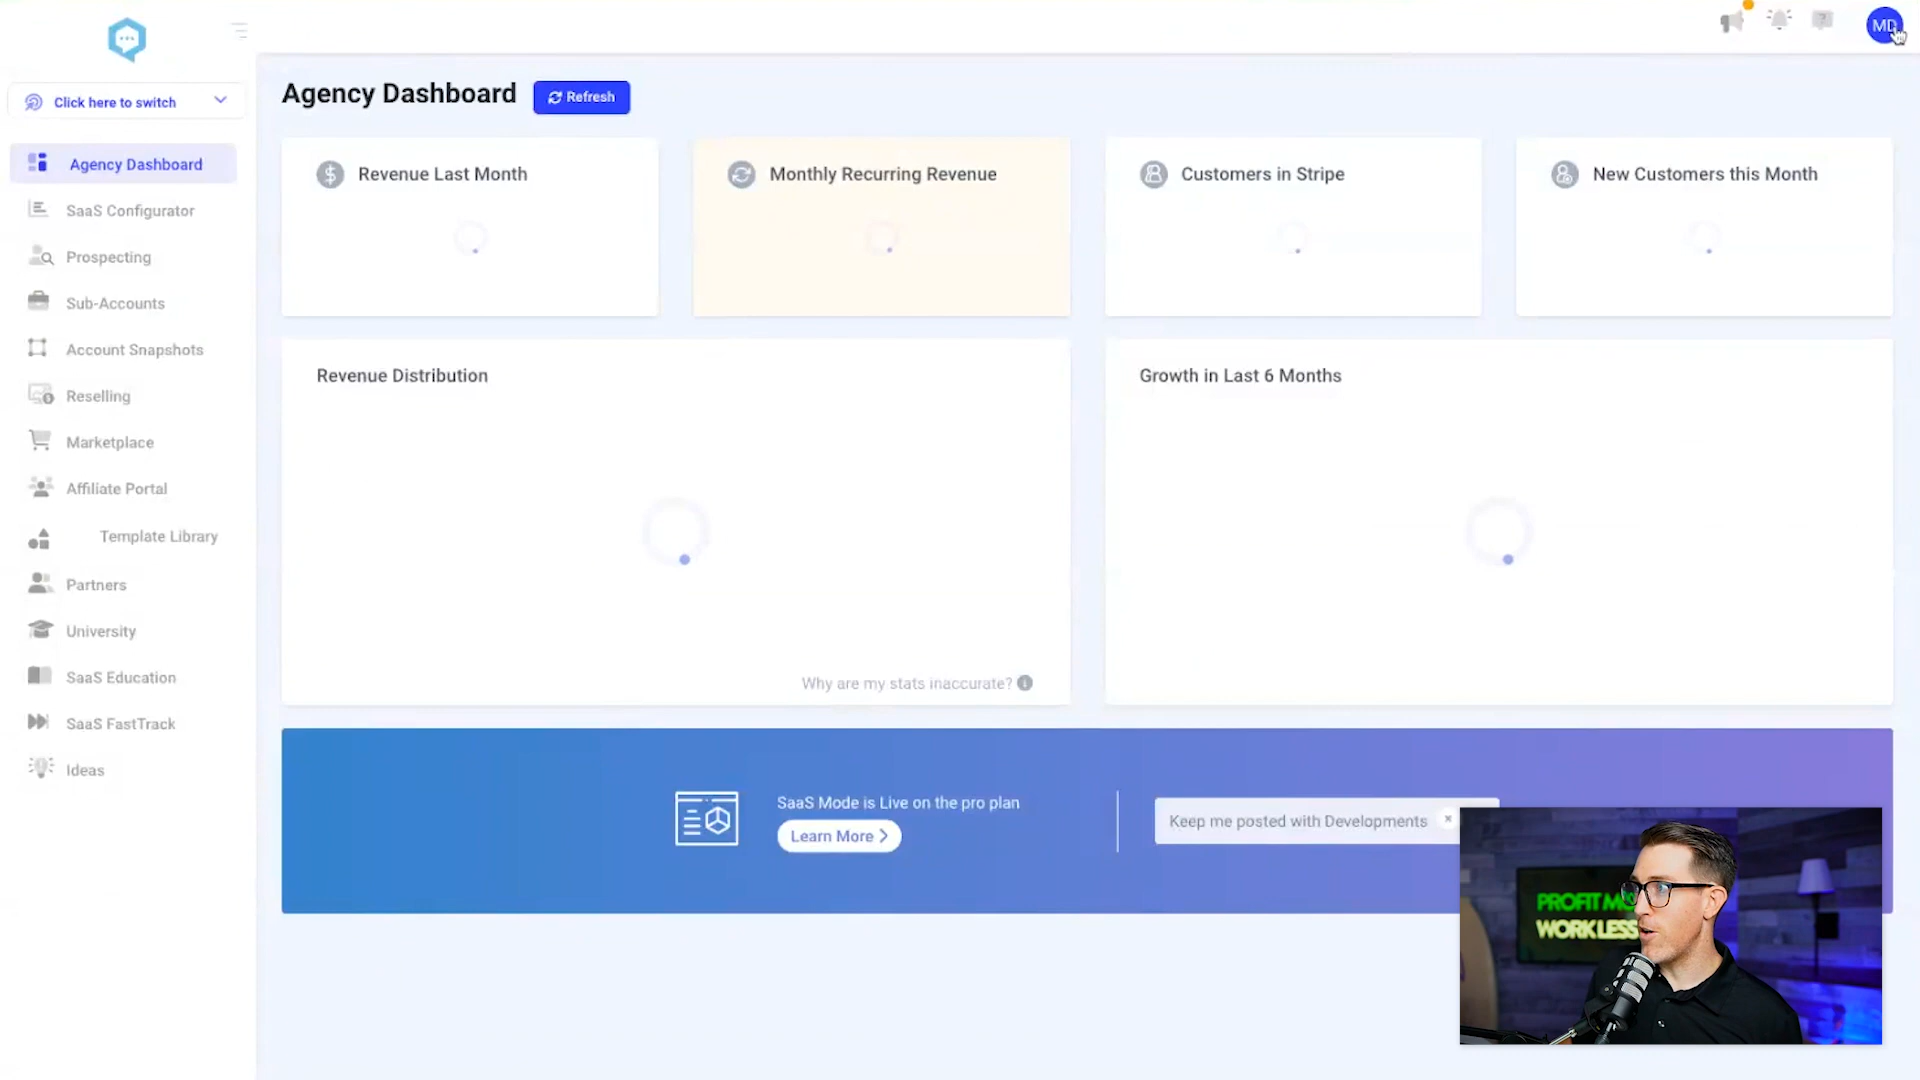 MD
Click here to switch
Agency Dashboard
Refresh
Agency Dashboard
SaaS Configurator
Prospecting
Sub-Accounts
Account Snapshots
Reselling
Marketplace
Affiliate Portal
Template Library
Partners
University
SaaS Education
SaaS FastTrack
Ideas
Revenue Last Month
Monthly Recurring Revenue
Customers in Stripe
New Customers this Month
Revenue Distribution
Why are my stats inaccurate?
Growth in Last 6 Months
SaaS Mode is Live on the pro plan
Learn More
Keep me posted with Developments
PROFIT
WORK LESS